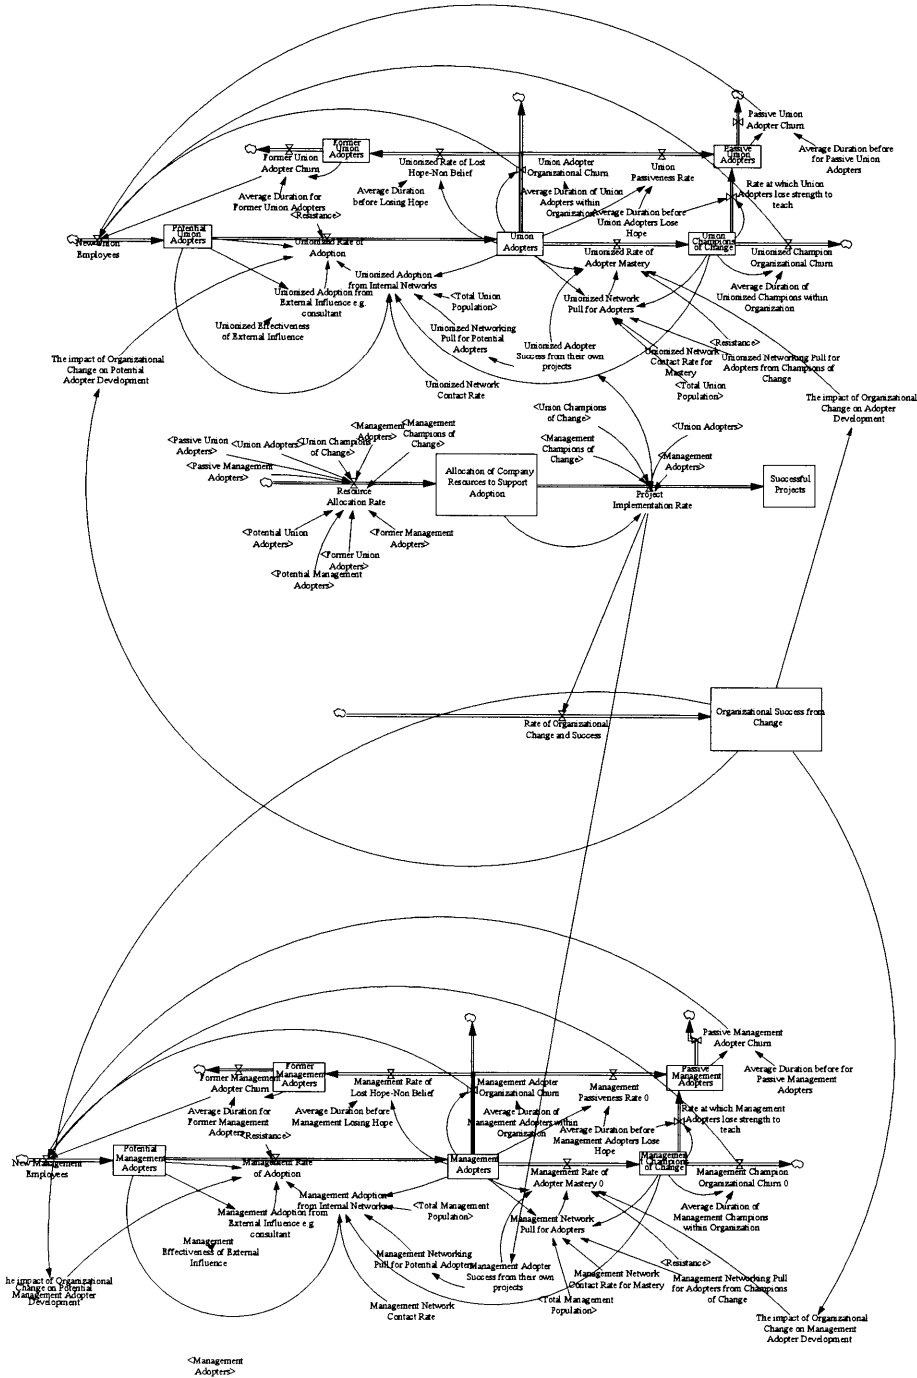 Passive Union
Adopter Churn
Average Duration before
for Passive Union
Adopters
Former
Union
Adopters
Former Union
Adopter Churn
Unionized Rate of Lost
Hope-Non Belief
Union Adopter
Organizational Churn
Union
Passiveness Rate
Passive
Union
Adopters
Average Duration for
Former Union Adopters
Average Duration
before Losing Hope
Average Duration of Union
Adopters within
Organization
Average Duration before
Union Adopters Lose
Hope
Rate at which Union
Adopters lose strength to
teach
<Resistance>
New Union
Employees
Potential
Union
Adopters
Unionized Rate of
Adoption
Union
Adopters
Unionized Rate of
Adopter Mastery
Union
Champions
of Change
Unionized Champion
Organizational Churn
Unionized Adoption
from Internal Networks
Unionized Adoption from
External Influence e.g.
consultant
<Total Union
Population>
Unionized Network
Pull for Adopters
Average Duration of
Unionized Champions within
Organization
Unionized Effectiveness
of External Influence
Unionized Networking
Pull for Potential
Adopters
Unionized Adopter
Success from their own
projects
<Resistance>
Unionized Network
Contact Rate for
Mastery
Unionized Networking Pull for
Adopters from Champions of
Change
The impact of Organizational
Change on Potential
Adopter Development
Unionized Network
Contact Rate
<Total Union
Population>
The impact of Organizational
Change on Adopter
Development
<Union Champions
of Change>
<Management
Champions of
Change>
<Union Adopters>
<Management
Adopters>
<Passive Union
Adopters>
<Union Adopters>
<Union Champions
of Change>
<Management
Adopters>
<Management
Champions of
Change>
<Passive Management
Adopters>
Resource
Allocation Rate
Allocation of Company
Resources to Support
Adoption
Project
Implementation Rate
Successful
Projects
<Potential Union
Adopters>
<Former Management
Adopters>
<Former Union
Adopters>
<Potential Management
Adopters>
Rate of Organizational
Change and Success
Organizational Success from
Change
Passive Management
Adopter Churn
Average Duration before for
Passive Management
Adopters
Former
Management
Adopters
Former Management
Adopter Churn
Management Rate of
Lost Hope-Non Belief
Management Adopter
Organizational Churn
Management
Passiveness Rate 0
Passive
Management
Adopters
Average Duration for
Former Management
Adopters
Average Duration before
Management Losing Hope
Average Duration of
Management Adopters within
Organization
Average Duration before
Management Adopters Lose
Hope
Rate at which Management
Adopters lose strength to
teach
<Resistance>
New Management
Employees
Potential
Management
Adopters
Management Rate
of Adoption
Management
Adopters
Management Rate of
Adopter Mastery 0
Management
Champions
of Change
Management Champion
Organizational Churn 0
Management Adoption
from Internal Networks
Management Adoption from
External Influence e.g.
consultant
<Total Management
Population>
Management Network
Pull for Adopters
Average Duration of
Management Champions
within Organization
Management
Effectiveness of External
Influence
Management Networking
Pull for Potential Adopters
Management Adopter
Success from their own
projects
Management Network
Contact Rate for Mastery
<Resistance>
Management Networking Pull
for Adopters from Champions
of Change
he impact of Organizational
Change on Potential
Management Adopter
Development
Management Network
Contact Rate
<Total Management
Population>
The impact of Organizational
Change on Management
Adopter Development
<Management
Adopters>